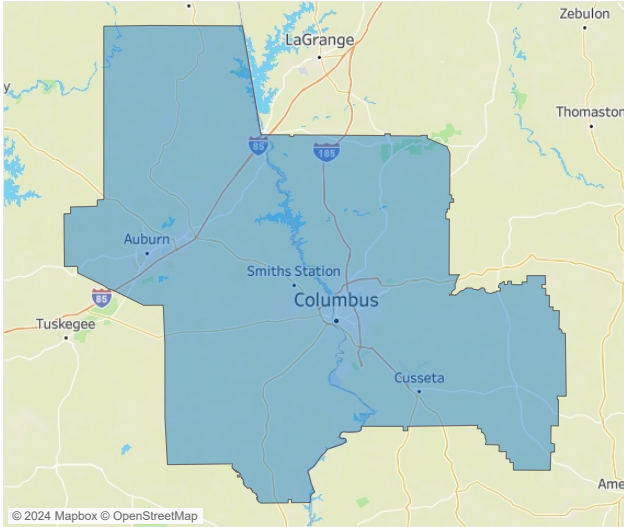 Zebulon
LaGrange
y
Thomaston
85
185
Auburn
Smiths Station
Columbus
85
Tuskegee
Cusseta
Ame
© 2024 Mapbox © OpenStreetMap